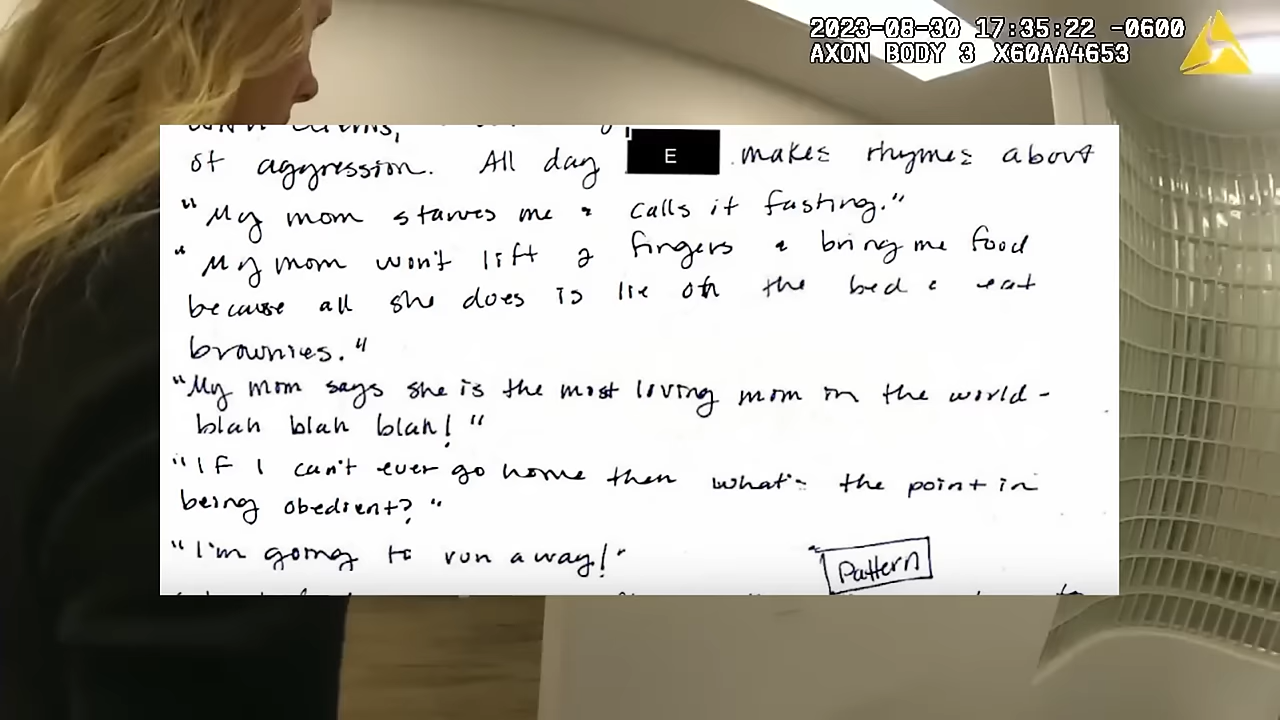 2023-08-30 17:35:22 -0600
AXON BODY 3 X60AA4653
of aggression. All day E makes rhymes about
"My mom starves me & calls it fasting."
"My mom won't lift 2 fingers & bring me food
because all she does is lie on the bed & eat
brownies."
"My mom says she is the most loving mom in the world -
blah blah blah!"
"If I can't ever go home then what's the point in
being obedient?"
"I'm going to run away!"
Pattern